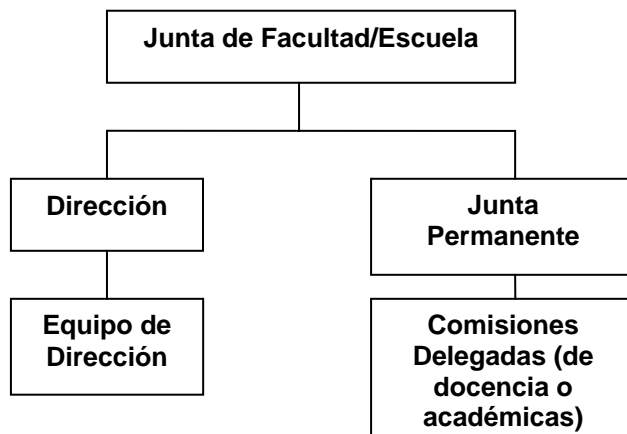 Junta de Facultad/Escuela
Dirección
Junta
Permanente
Equipo de
Dirección
Comisiones
Delegadas (de
docencia o
académicas)